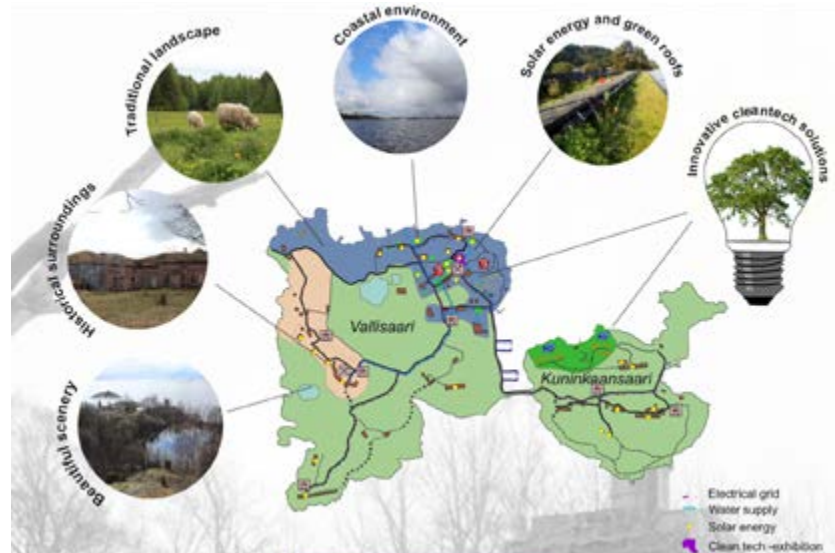 Traditional landscape
Coastal environment
Solar energy and green roofs
Innovative cleantech solutions
Historical surroundings
Beautiful scenery
Vallisaari
Kuninkaansaari
Electrical grid
Water supply
Solar energy
Clean tech -exhibition